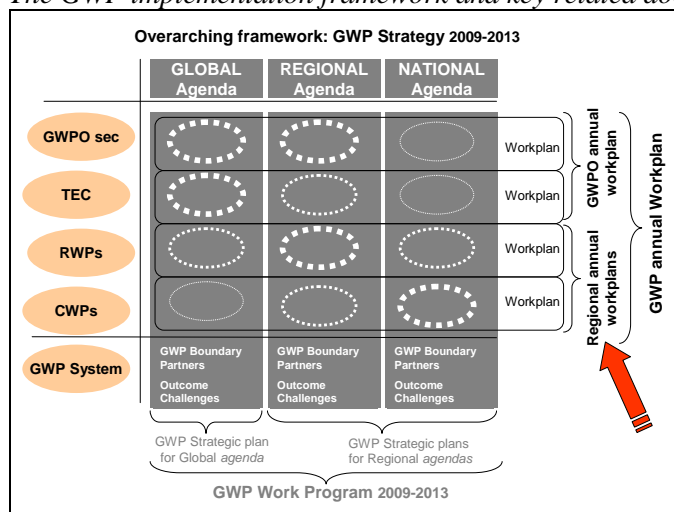 The GWP implementation framework and key related do
Overarching framework: GWP Strategy 2009-2013
GLOBAL
Agenda
REGIONAL
Agenda
NATIONAL
Agenda
GWPO sec
Workplan
TEC
Workplan
RWPs
Workplan
CWPs
Workplan
GWPO annual
workplan
Regional annual
workplans
GWP annual Workplan
GWP System
GWP Boundary
Partners
Outcome
Challenges
GWP Boundary
Partners
Outcome
Challenges
GWP Boundary
Partners
Outcome
Challenges
GWP Strategic plan
for Global agenda
GWP Strategic plans
for Regional agendas
GWP Work Program 2009-2013